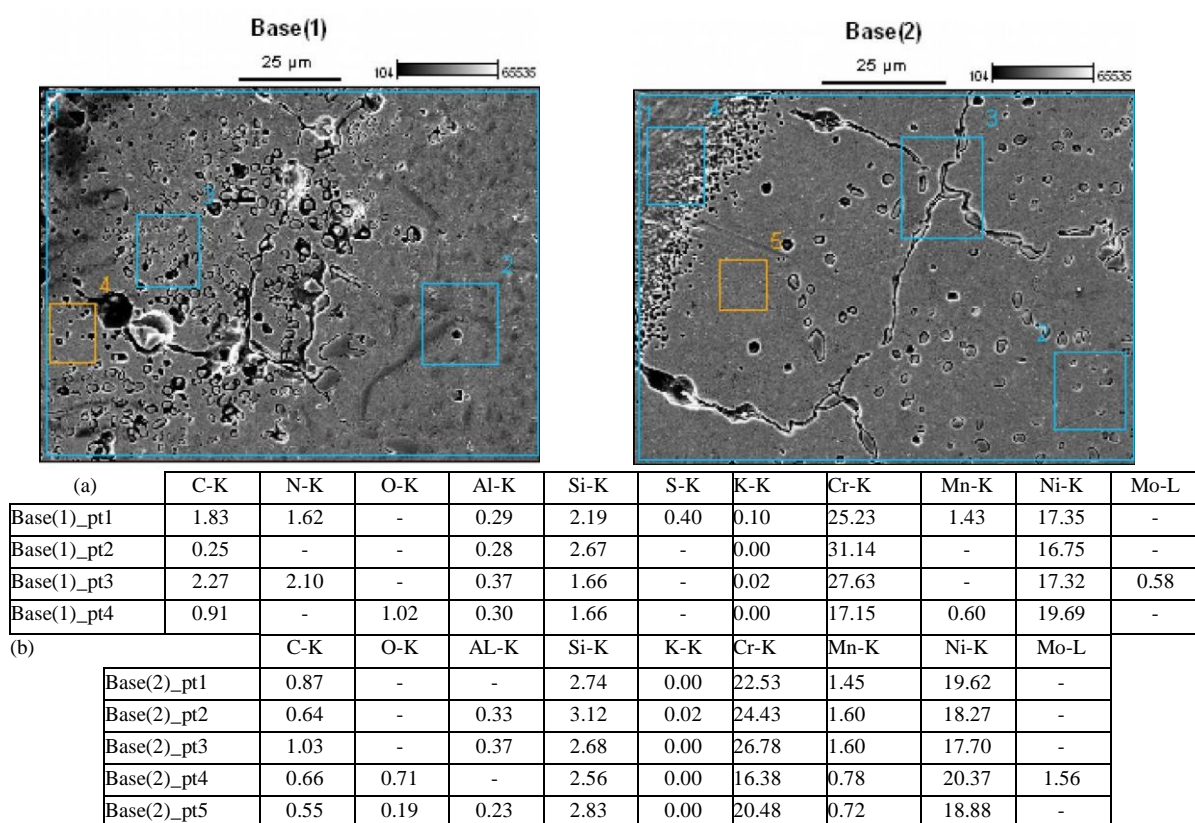 Base(1)
25 µm
104 65535
1
3
2
4
Base(2)
25 µm
104 65535
1 4
3
5
2
(a) C-K N-K O-K Al-K Si-K S-K K-K Cr-K Mn-K Ni-K Mo-L
Base(1)_pt1 1.83 1.62 - 0.29 2.19 0.40 0.10 25.23 1.43 17.35 -
Base(1)_pt2 0.25 - - 0.28 2.67 - 0.00 31.14 - 16.75 -
Base(1)_pt3 2.27 2.10 - 0.37 1.66 - 0.02 27.63 - 17.32 0.58
Base(1)_pt4 0.91 - 1.02 0.30 1.66 - 0.00 17.15 0.60 19.69 -
(b) C-K O-K AL-K Si-K K-K Cr-K Mn-K Ni-K Mo-L
Base(2)_pt1 0.87 - - 2.74 0.00 22.53 1.45 19.62 -
Base(2)_pt2 0.64 - 0.33 3.12 0.02 24.43 1.60 18.27 -
Base(2)_pt3 1.03 - 0.37 2.68 0.00 26.78 1.60 17.70 -
Base(2)_pt4 0.66 0.71 - 2.56 0.00 16.38 0.78 20.37 1.56
Base(2)_pt5 0.55 0.19 0.23 2.83 0.00 20.48 0.72 18.88 -